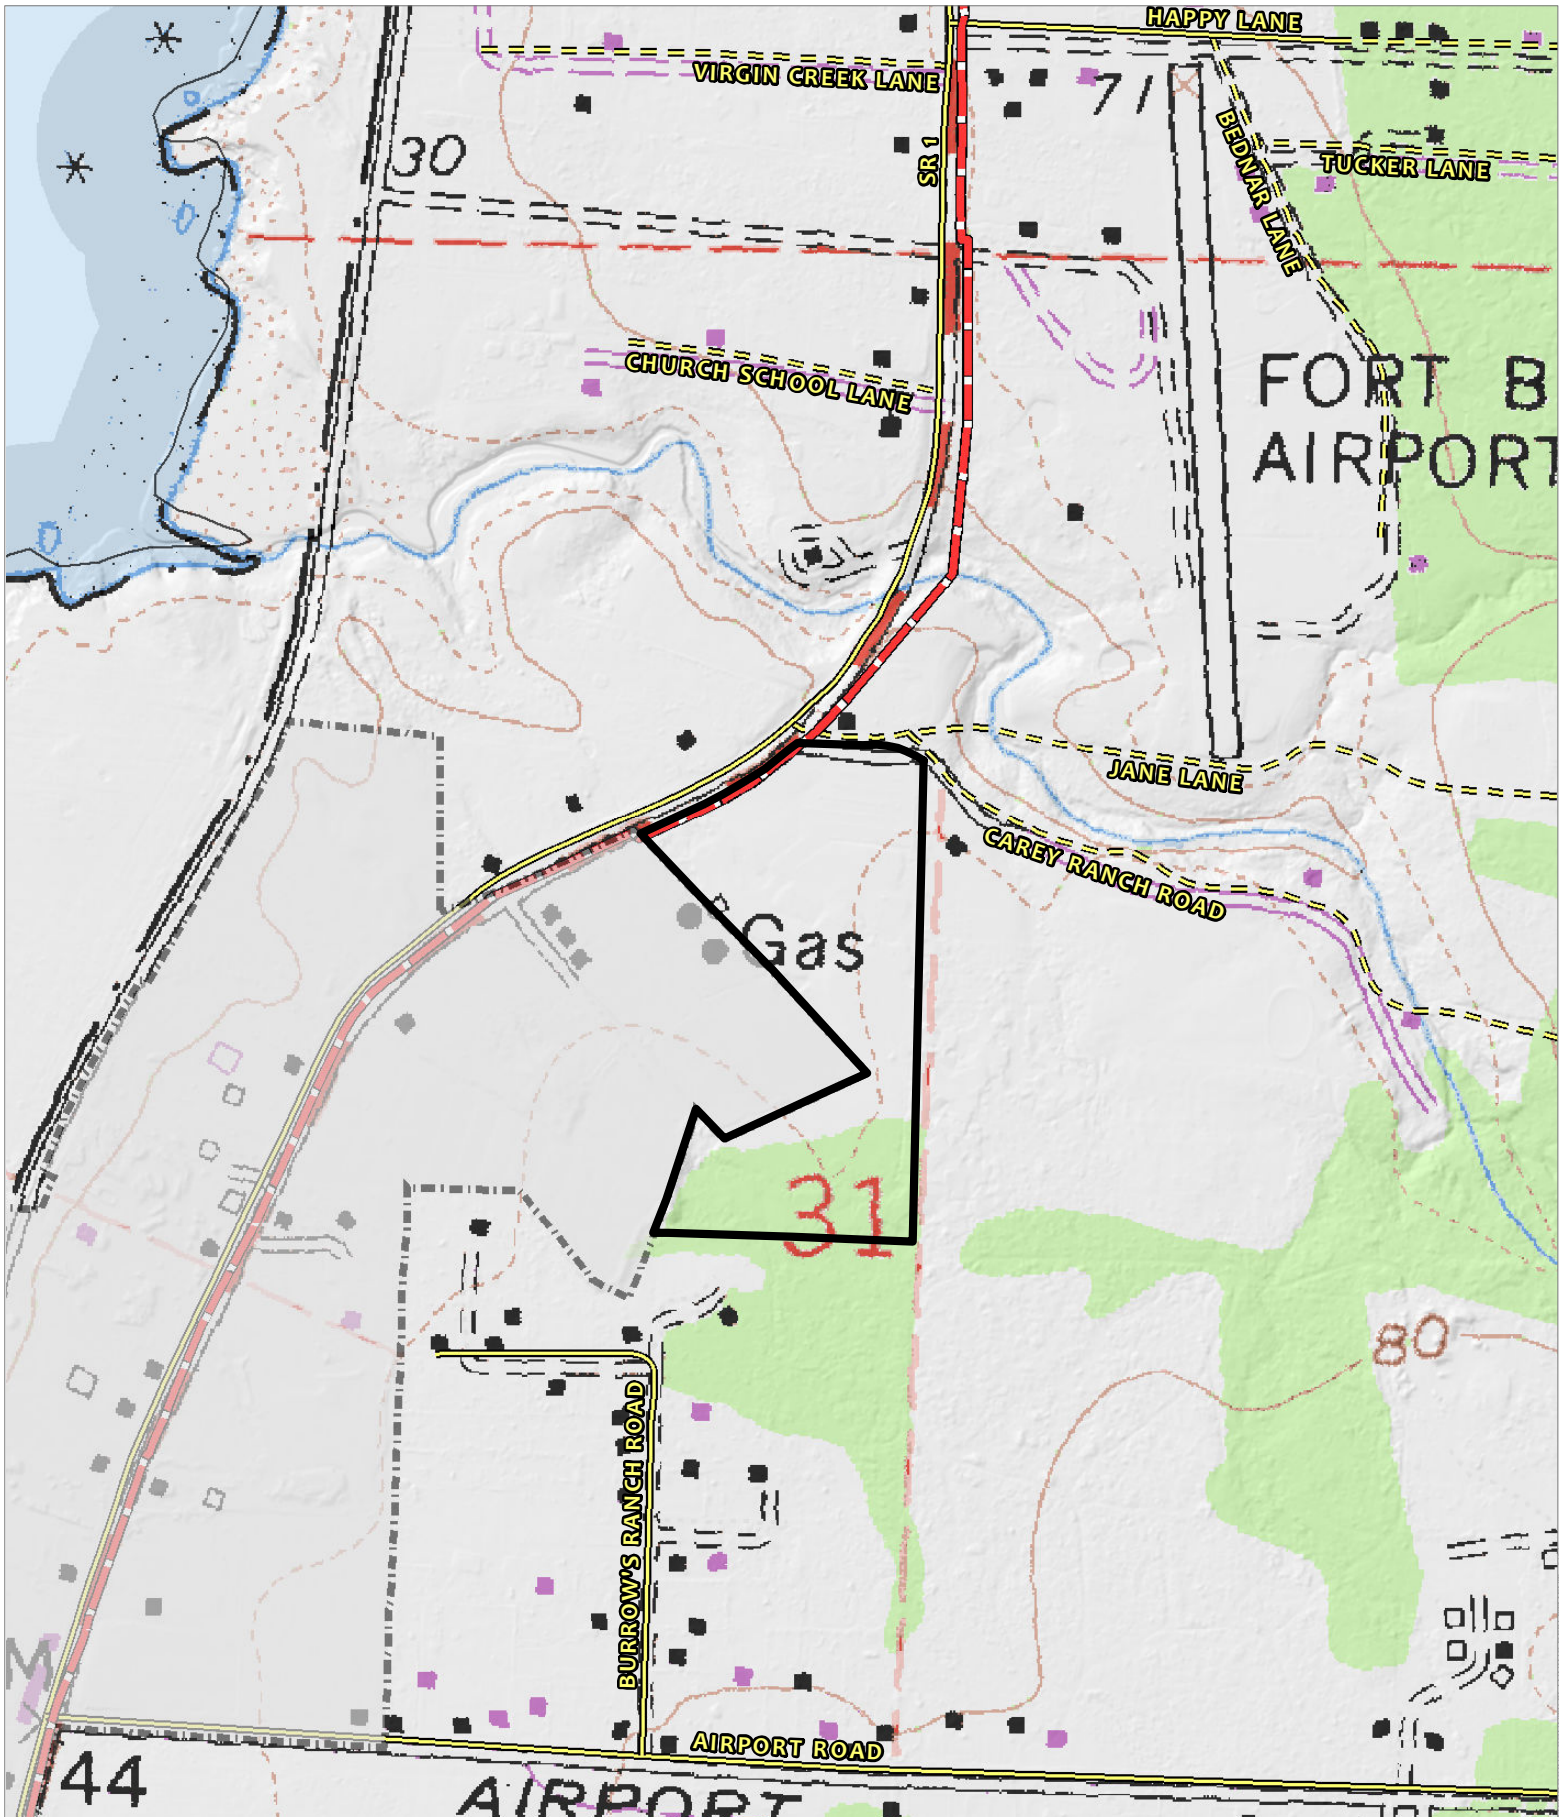 HAPPY LANE
VIRGIN CREEK LANE
71
BEDNAR LANE
TUCKER LANE
30
SR 1
CHURCH SCHOOL LANE
FORT B
AIRPORT
JANE LANE
CAREY RANCH ROAD
Gas
31
80
BURROW'S RANCH ROAD
M
AIRPORT ROAD
44
AIRPORT